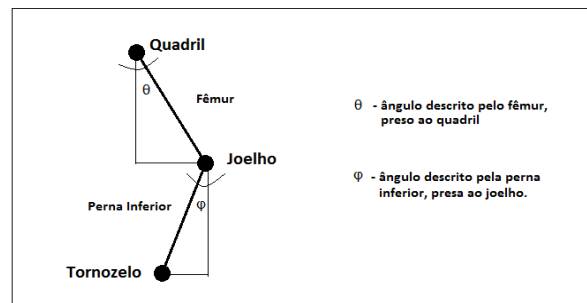 Quadril
θ
Fêmur
Joelho
Perna Inferior
φ
Tornozelo
θ - ângulo descrito pelo fêmur,
preso ao quadril
φ - ângulo descrito pela perna
inferior, presa ao joelho.